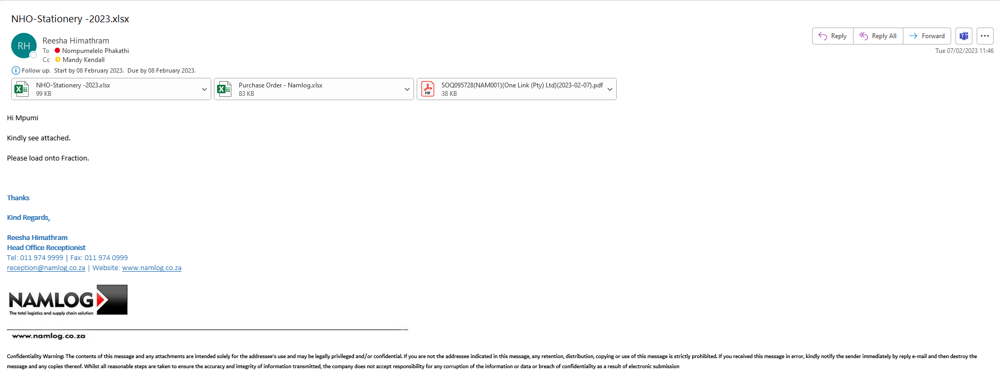 NHO-Stationery -2023.xlsx
RH
Reesha Himathram
To Nompumelelo Phakathi
Cc Mandy Kendall
Reply
Reply All
Forward
Tue 07/02/2023 11:46
Follow up. Start by 08 February 2023. Due by 08 February 2023.
NHO-Stationery -2023.xlsx
99 KB
Purchase Order - Namlog.xlsx
83 KB
PDF
SOQ095728(NAM001)(One Link (Pty) Ltd)(2023-02-07).pdf
38 KB
Hi Mpumi
Kindly see attached.
Please load onto Fraction.
Thanks
Kind Regards,
Reesha Himathram
Head Office Receptionist
Tel: 011 974 9999 | Fax: 011 974 0999
reception@namlog.co.za | Website: www.namlog.co.za
NAMLOG
The total logistics and supply chain solution
www.namlog.co.za
Confidentiality Warning: The contents of this message and any attachments are intended solely for the addressee's use and may be legally privileged and/or confidential. If you are not the addressee indicated in this message, any retention, distribution, copying or use of this message is strictly prohibited. If you received this message in error, kindly notify the sender immediately by reply e-mail and then destroy the
message and any copies thereof. Whilst all reasonable steps are taken to ensure the accuracy and integrity of information transmitted, the company does not accept responsibility for any corruption of the information or data or breach of confidentiality as a result of electronic submission